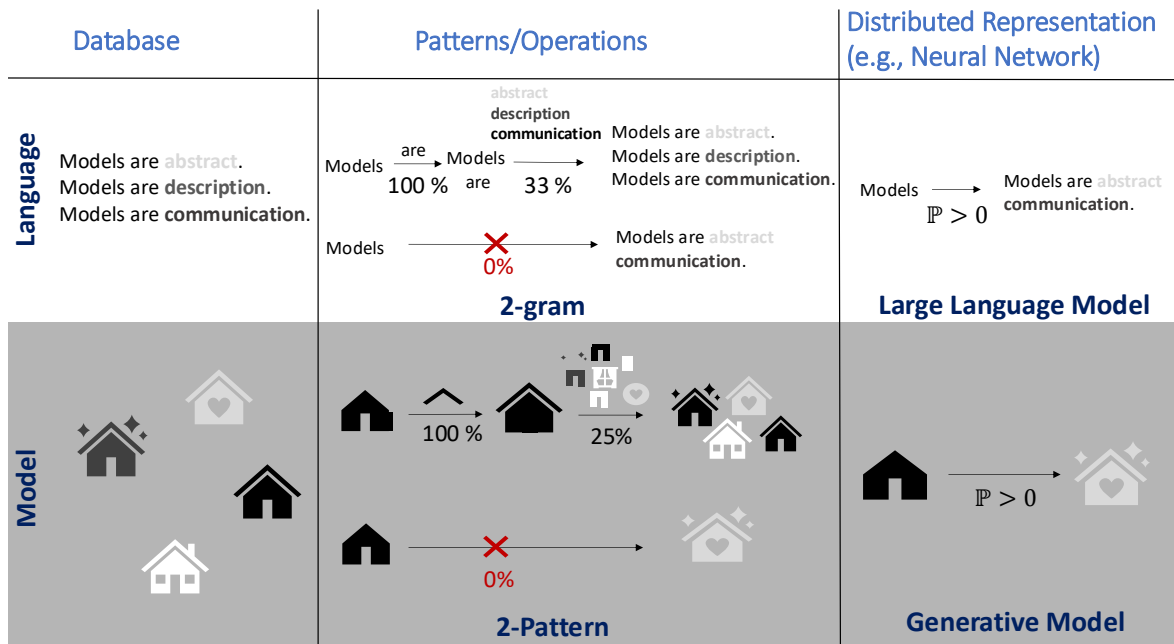 Database
Patterns/Operations
Distributed Representation
(e.g., Neural Network)
Language
Models are abstract.
Models are description.
Models are communication.
abstract
description
communication
Models
are
100 %
Models
are
33 %
Models are abstract.
Models are description.
Models are communication.
Models
0%
Models are abstract
communication.
2-gram
Models
ℙ > 0
Models are abstract
communication.
Large Language Model
Model
100 %
25%
0%
2-Pattern
ℙ > 0
Generative Model